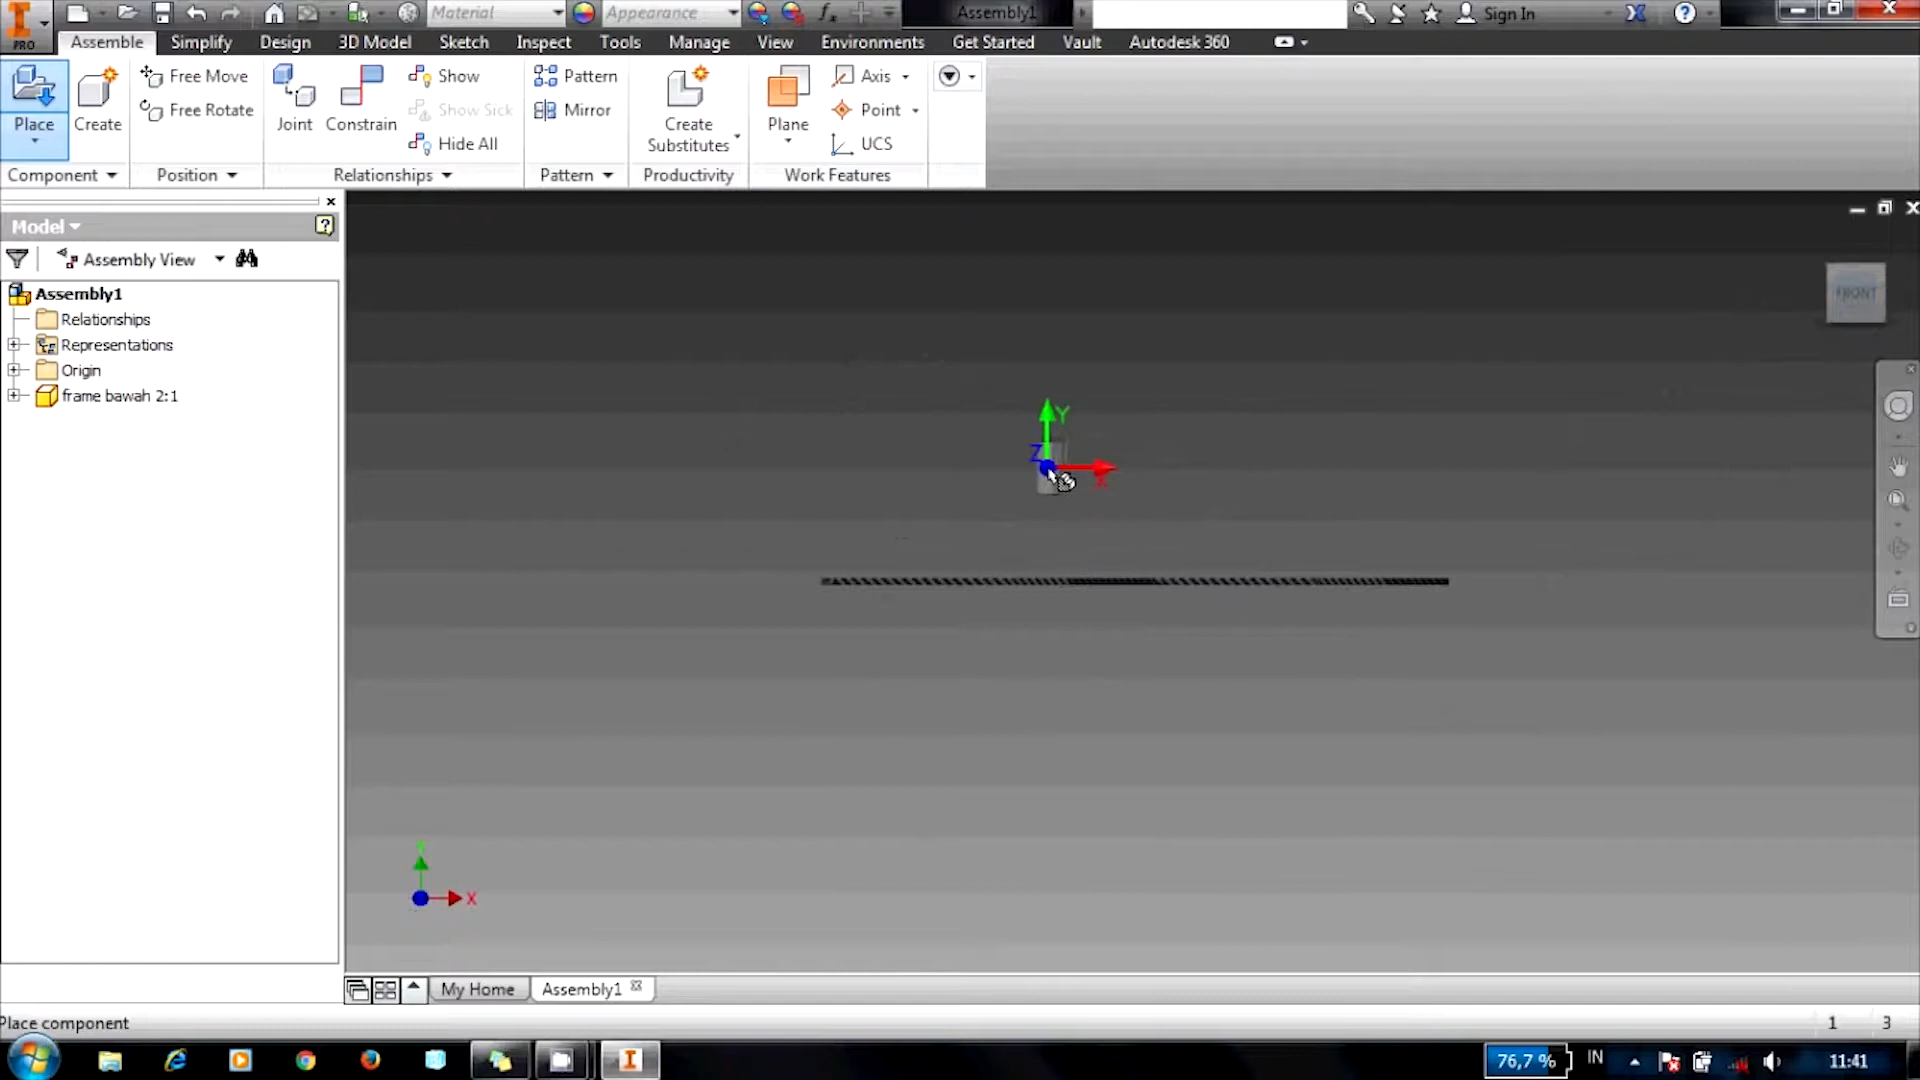 Material Appearance Assembly1 Sign In
PRO Assemble Simplify Design 3D Model Sketch Inspect Tools Manage View Environments Get Started Vault Autodesk 360
Free Move Show Pattern Axis
Place Create Free Rotate Joint Constrain Show Sick Mirror Create Substitutes Plane Point
Hide All UCS
Component Position Relationships Pattern Productivity Work Features
Model
Assembly View
Assembly1
Relationships
Representations
Origin
frame bawah 2:1
FRONT
Y
Z
X
X
My Home Assembly1
Place component 1 3
76,7 % IN 11:41